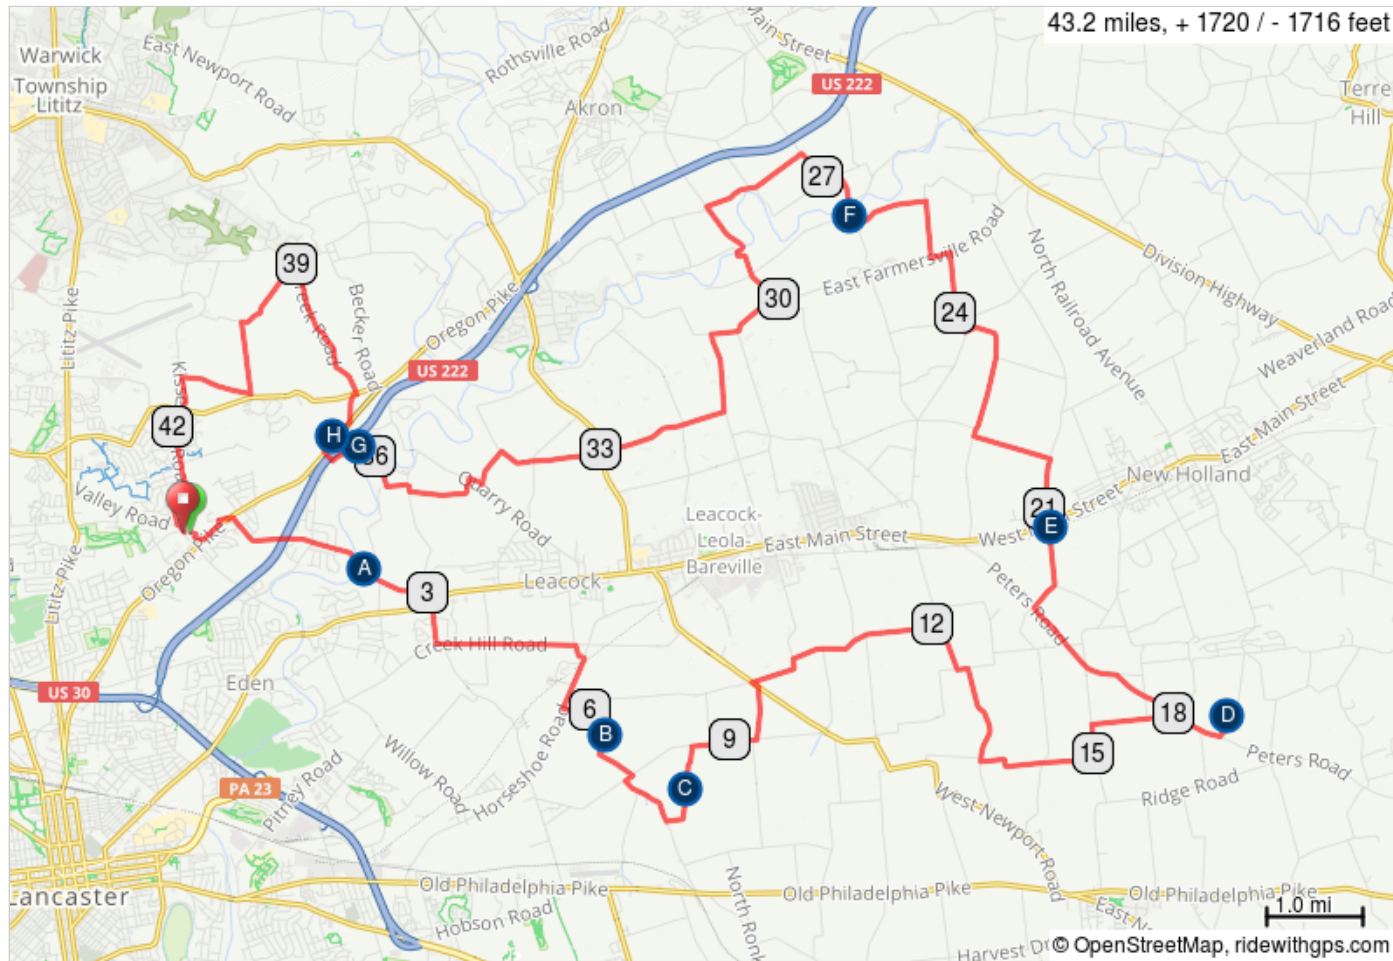 43.2 miles, + 1720 / - 1716 feet
Warwick
Township
Lititz
East Newport Road
Rothsville Road
Main Street
US 222
Akron
Terre
Hill
27
F
39
Becker Road
Lititz Pike
Oregon Pike
30
East Farmersville Road
24
North Railroad Avenue
Division Highway
Weaverland Road
US 222
42
H
G
36
33
Quarry Road
Valley Road
Oregon Pike
Lititz Pike
Leacock-
Leola-
Bareville
East Main Street
East Main Street
New Holland
21
E
A
3
Leacock
Creek Hill Road
Peters Road
12
US 30
Eden
6
B
9
C
18
D
15
Peters Road
Ridge Road
Willow Road
Horseshoe Road
PA 23
Pitney Road
West Newport Road
Lancaster
Old Philadelphia Pike
Old Philadelphia Pike
Old Philadelphia Pike
Hobson Road
North Ronk
East Ne
Harvest Dr
1.0 mi
© OpenStreetMap, ridewithgps.com